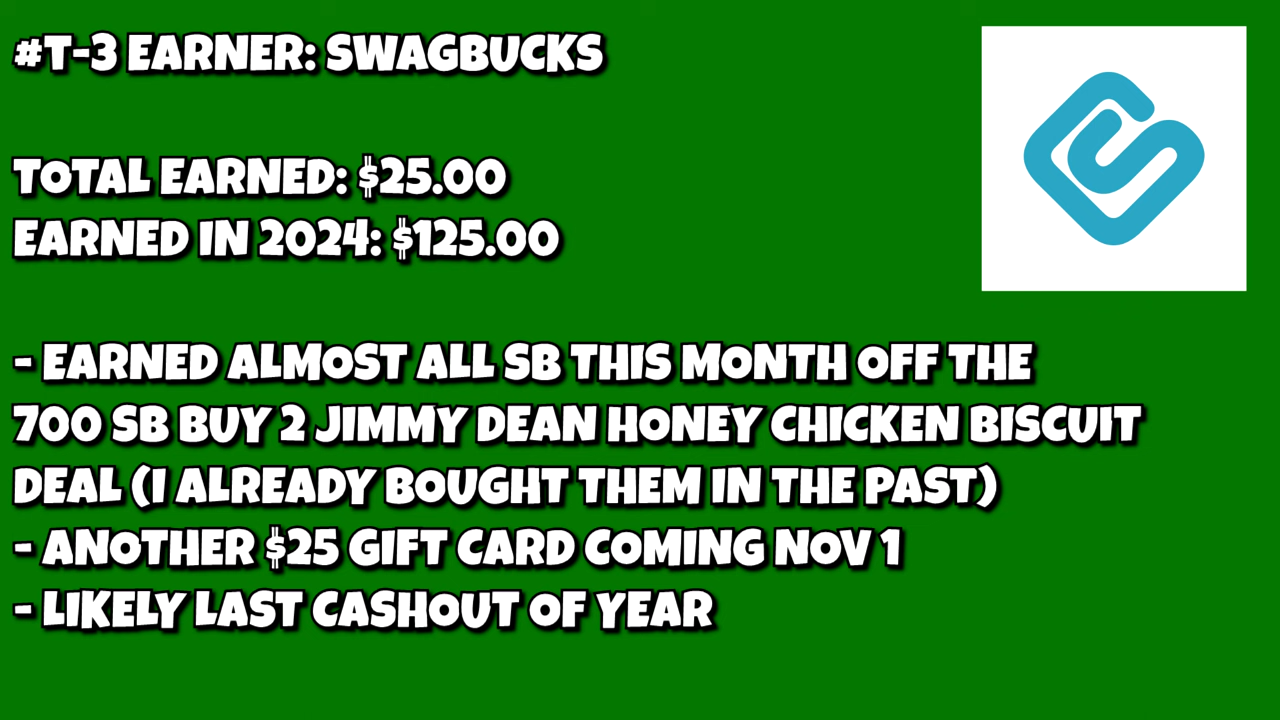 #T-3 EARNER: SWAGBUCKS
TOTAL EARNED: $25.00
EARNED IN 2024: $125.00
- EARNED ALMOST ALL SB THIS MONTH OFF THE
700 SB BUY 2 JIMMY DEAN HONEY CHICKEN BISCUIT
DEAL (I ALREADY BOUGHT THEM IN THE PAST)
- ANOTHER $25 GIFT CARD COMING NOV 1
- LIKELY LAST CASHOUT OF YEAR